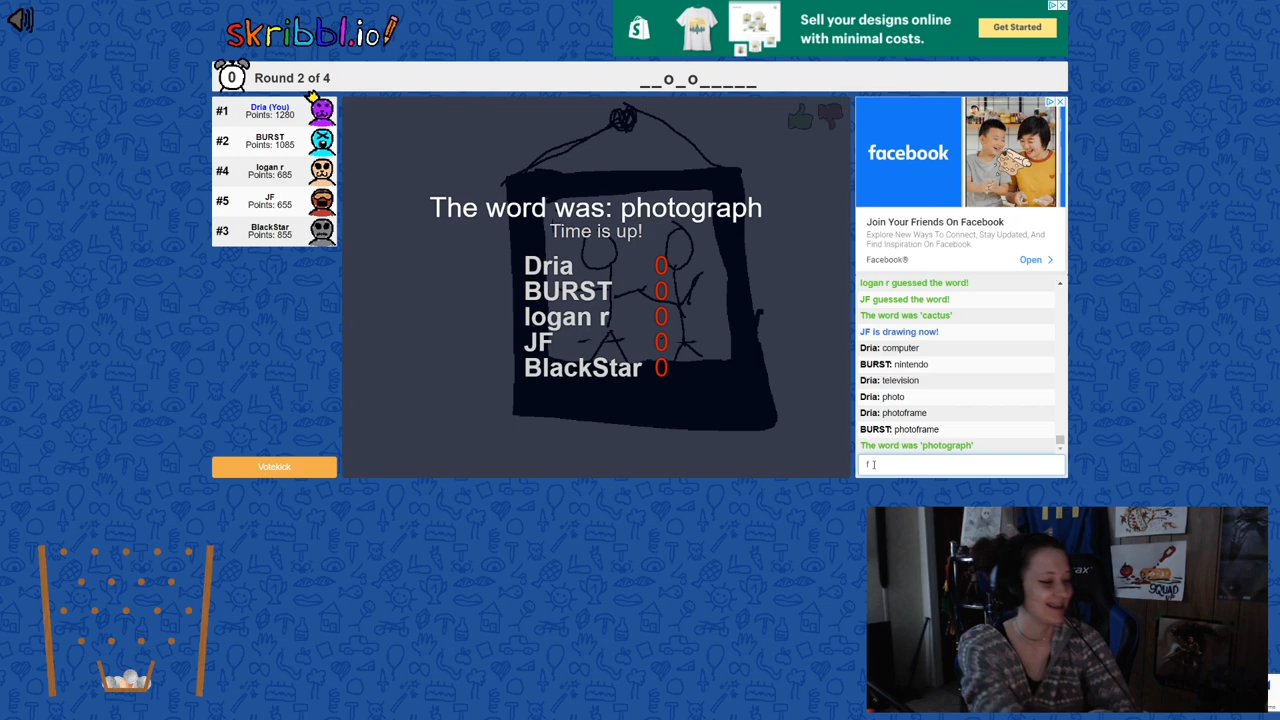 skribbl.io
Sell your designs online
with minimal costs.
Get Started
0
Round 2 of 4
__o_o_____
#1
Dria (You)
Points: 1280
#2
BURST
Points: 1085
#4
logan r
Points: 685
#5
JF
Points: 655
#3
BlackStar
Points: 855
Votekick
The word was: photograph
Time is up!
Dria 0
BURST 0
logan r 0
JF 0
BlackStar 0
facebook
Join Your Friends On Facebook
Explore New Ways To Connect, Stay Updated, And
Find Inspiration On Facebook.
Facebook®
Open
logan r guessed the word!
JF guessed the word!
The word was 'cactus'
JF is drawing now!
Dria: computer
BURST: nintendo
Dria: television
Dria: photo
Dria: photoframe
BURST: photoframe
The word was 'photograph'
f
SQUAD